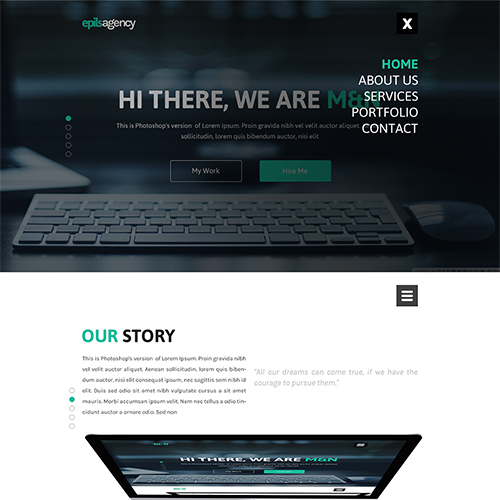 epilsagency
X
HOME
ABOUT US
SERVICES
PORTFOLIO
CONTACT
HI THERE, WE ARE M&N
This is Photoshop's version of Lorem Ipsum. Proin gravida nibh vel velit auctor aliquet.
sollicitudin, lorem quis bibendum auctor, nisi elit
My Work
Hire Me
OUR STORY
This is Photoshop's version of Lorem Ipsum. Proin gravida nibh vel velit
auctor aliquet. Aenean sollicitudin, lorem quis
bibendum auctor, nisi elit consequat ipsum, nec sagittis sem nibh id
elit. Duis sed odio sit amet nibh vulputate cursus a sit amet
mauris. Morbi accumsan ipsum velit. Nam nec tellus a odio tin-
cidunt auctor a ornare odio. Sed non
"All our dreams can come true, if we have the
courage to pursue them."
HI THERE, WE ARE M&N